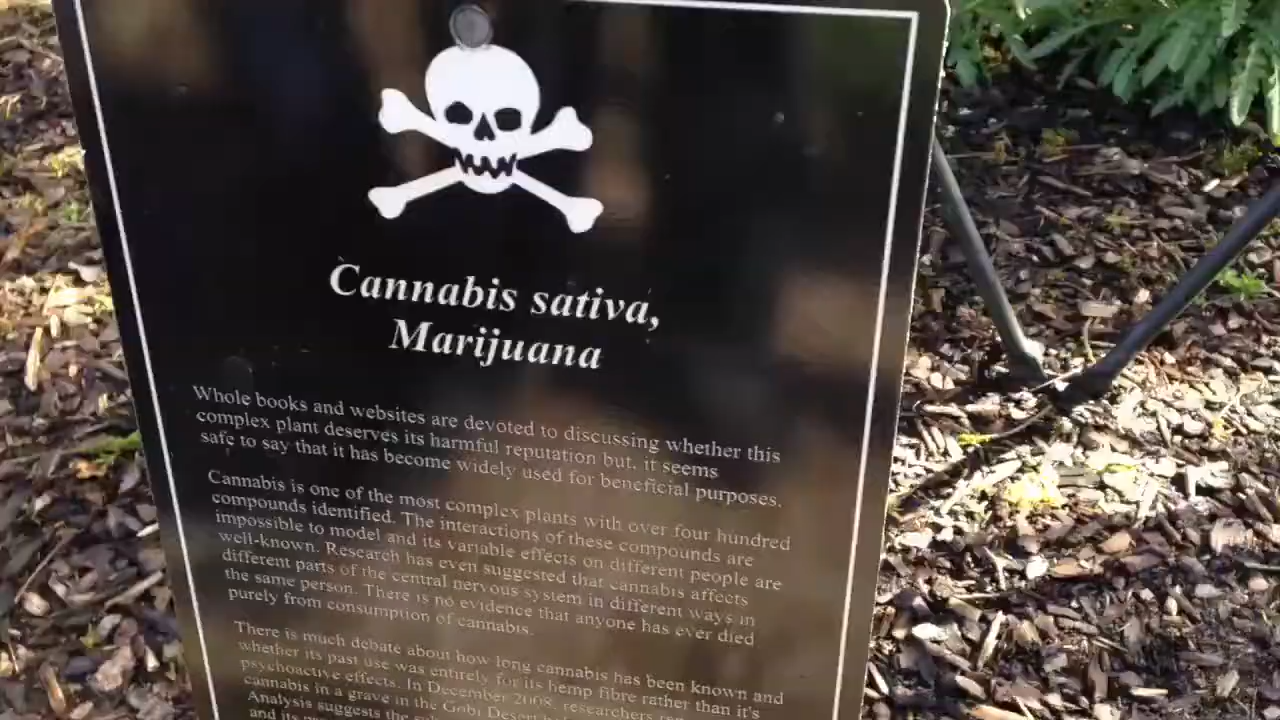 Cannabis sativa,
Marijuana
Whole books and websites are devoted to discussing whether this
complex plant deserves its harmful reputation but, it seems
safe to say that it has become widely used for beneficial purposes.
Cannabis is one of the most complex plants with over four hundred
compounds identified. The interactions of these compounds are
impossible to model and its variable effects on different people are
well-known. Research has even suggested that cannabis affects
different parts of the central nervous system in different ways in
the same person. There is no evidence that anyone has ever died
purely from consumption of cannabis.
There is much debate about how long cannabis has been known and
whether its past use was entirely for its hemp fibre rather than it's
psychoactive effects. In December 2008, researchers
cannabis in a grave in the Gobi Desert
Analysis suggests the
and its